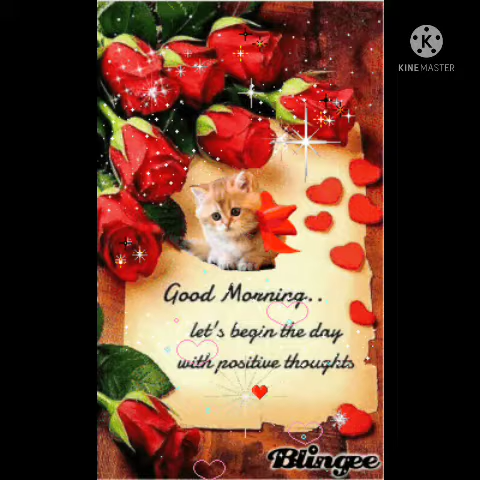 K
KINEMASTER
Good Morning..
let's begin the day
with positive thoughts
Blingee